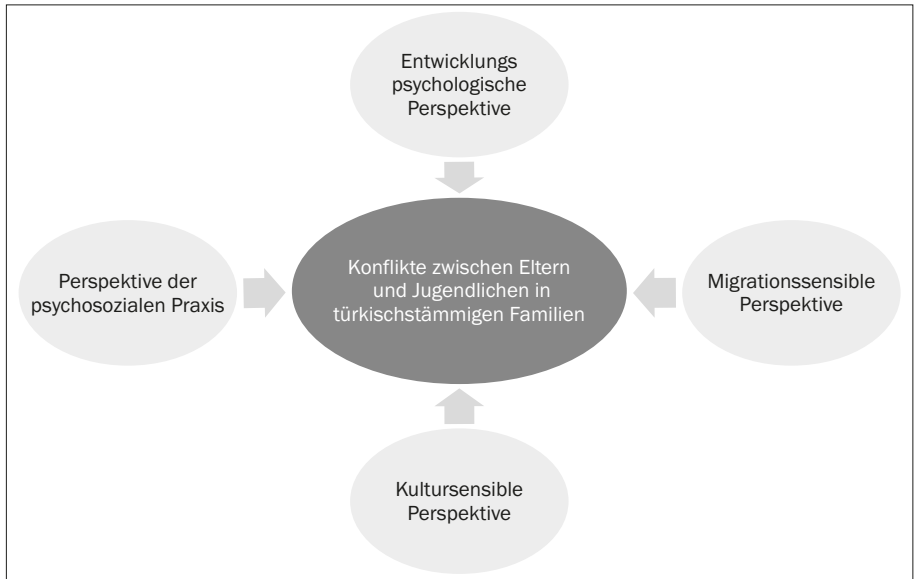 Entwicklungs
psychologische
Perspektive
Perspektive der
psychosozialen Praxis
Konflikte zwischen Eltern
und Jugendlichen in
türkischstämmigen Familien
Migrationssensible
Perspektive
Kultursensible
Perspektive